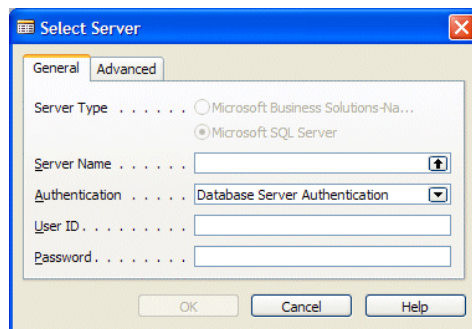 Select Server
General Advanced
Server Type . . . . . . Microsoft Business Solutions-Na...
Microsoft SQL Server
Server Name . . . . . .
Authentication . . . . . Database Server Authentication
User ID. . . . . . . . .
Password. . . . . . . .
OK Cancel Help